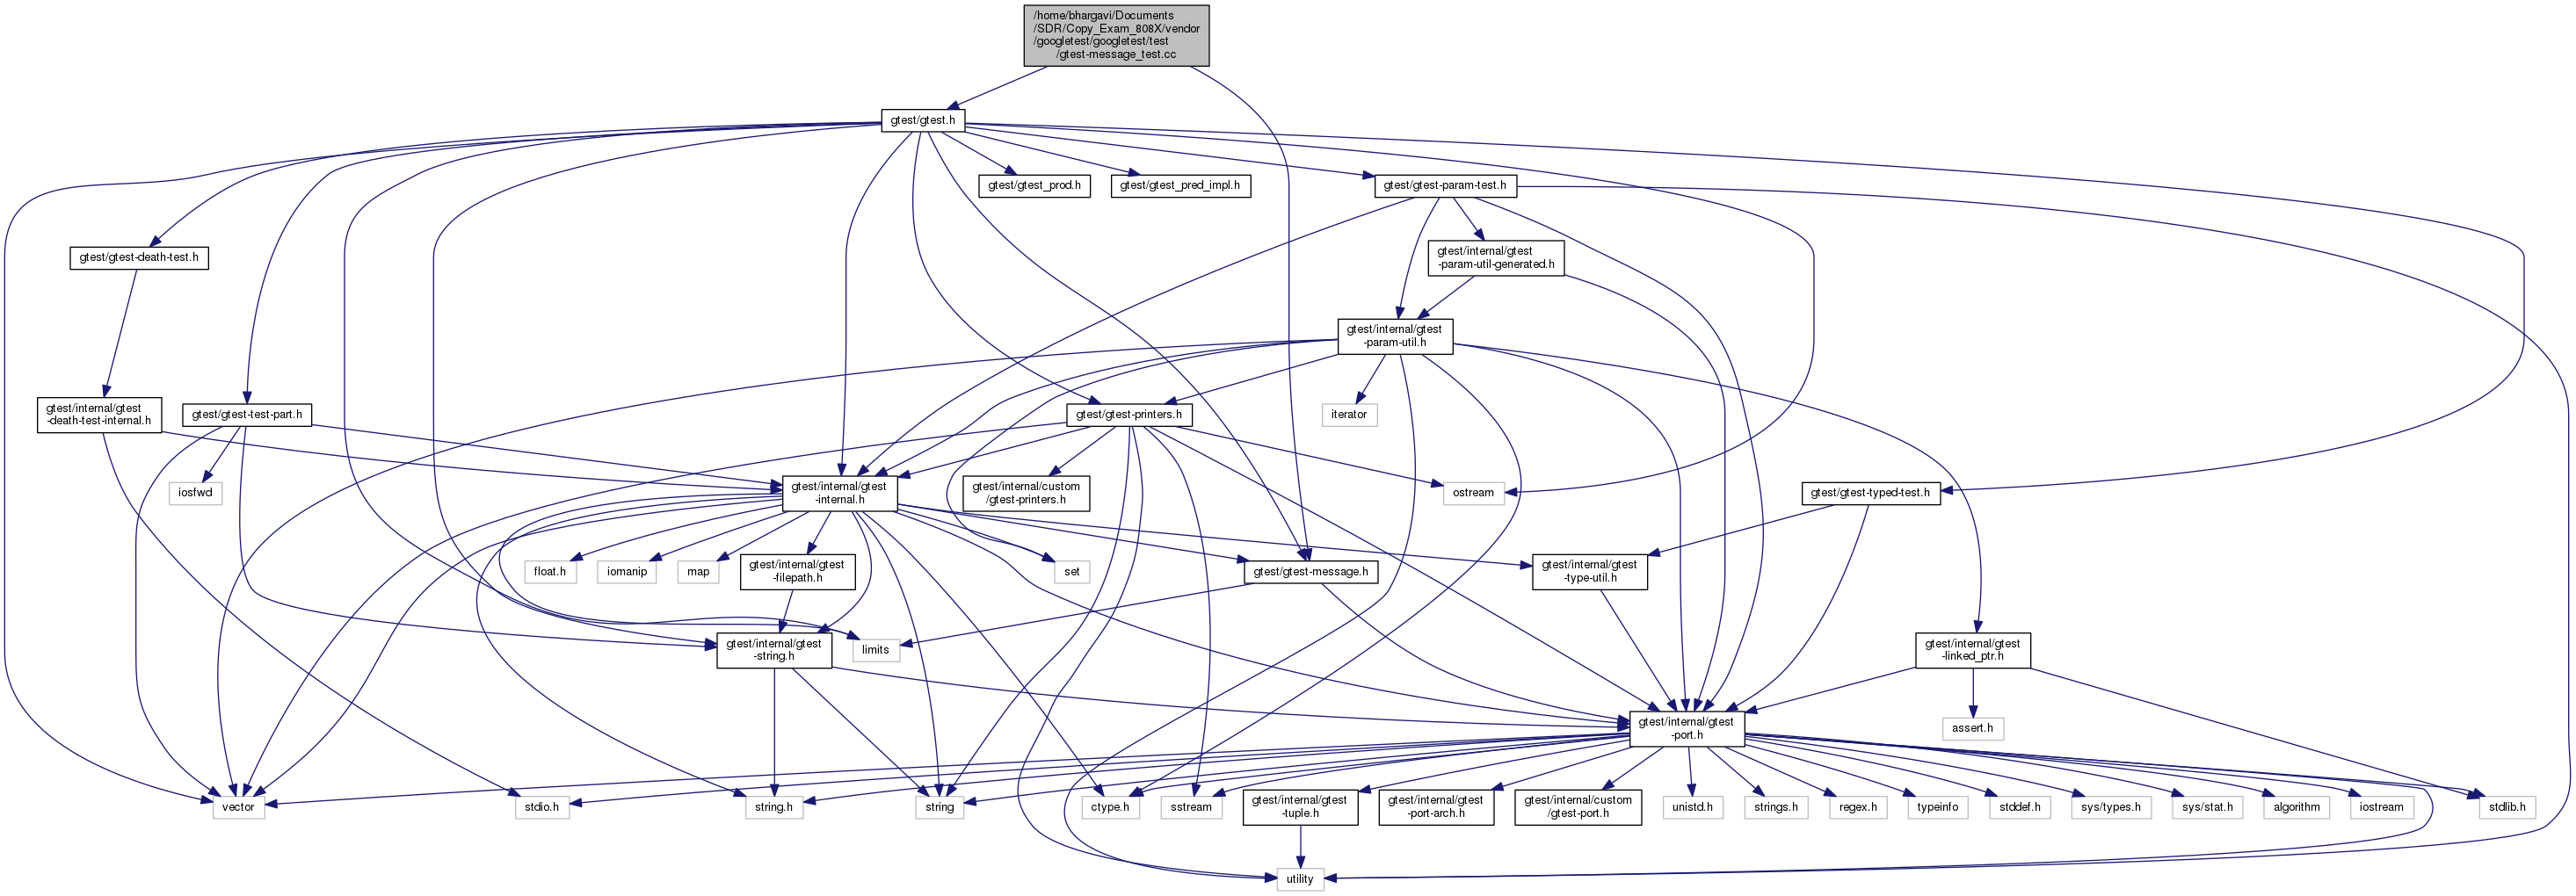 /home/bhargavi/Documents
/SDR/Copy_Exam_808X/vendor
/googletest/googletest/test
/gtest-message_test.cc
gtest/gtest.h
gtest/gtest_prod.h
gtest/gtest_pred_impl.h
gtest/gtest-param-test.h
gtest/gtest-death-test.h
gtest/internal/gtest
-param-util-generated.h
gtest/internal/gtest
-param-util.h
gtest/internal/gtest
-death-test-internal.h
gtest/gtest-test-part.h
gtest/gtest-printers.h
iterator
iosfwd
gtest/internal/gtest
-internal.h
gtest/internal/custom
/gtest-printers.h
ostream
gtest/gtest-typed-test.h
float.h
iomanip
map
gtest/internal/gtest
-filepath.h
set
gtest/gtest-message.h
gtest/internal/gtest
-type-util.h
gtest/internal/gtest
-string.h
limits
gtest/internal/gtest
-linked_ptr.h
gtest/internal/gtest
-port.h
assert.h
vector
stdio.h
string.h
string
ctype.h
sstream
gtest/internal/gtest
-tuple.h
gtest/internal/gtest
-port-arch.h
gtest/internal/custom
/gtest-port.h
unistd.h
strings.h
regex.h
typeinfo
stddef.h
sys/types.h
sys/stat.h
algorithm
iostream
stdlib.h
utility